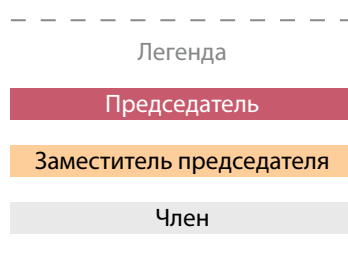 Легенда
Председатель
Заместитель председателя
Член